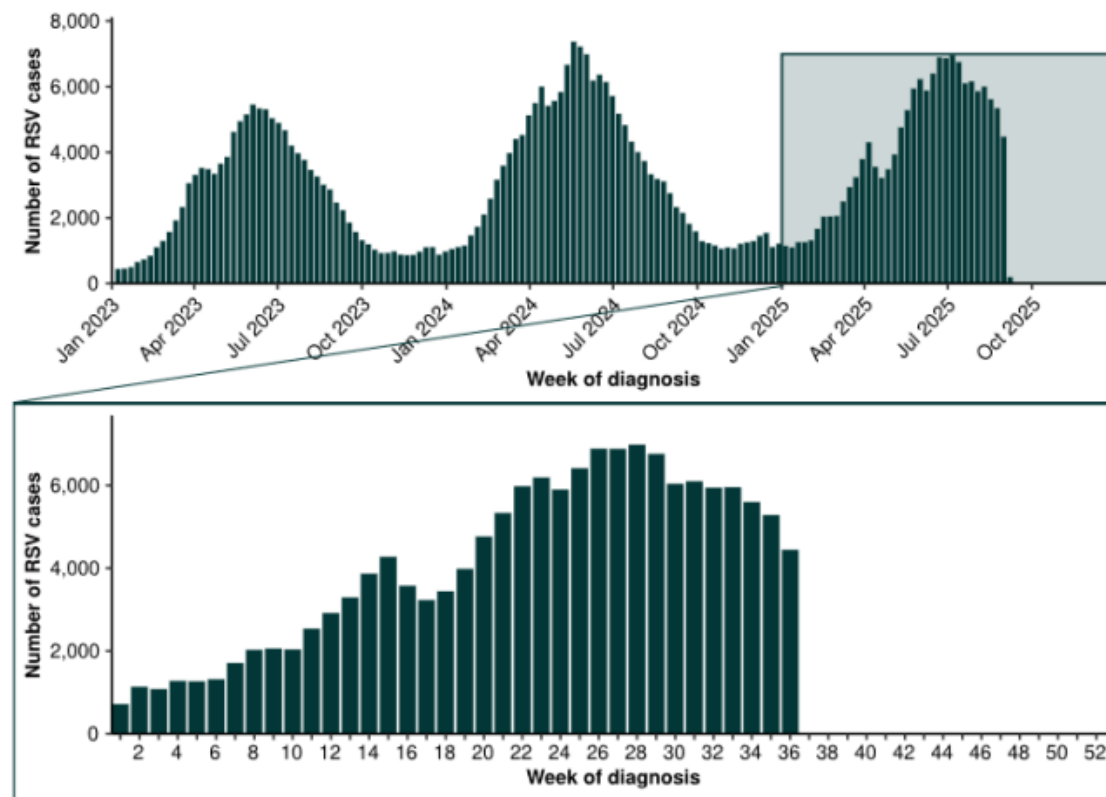 8,000
6,000
4,000
2,000
0
Number of RSV cases
Jan 2023 Apr 2023 Jul 2023 Oct 2023 Jan 2024 Apr 2024 Jul 2024 Oct 2024 Jan 2025 Apr 2025 Jul 2025 Oct 2025
Week of diagnosis
6,000
4,000
2,000
0
Number of RSV cases
2 4 6 8 10 12 14 16 18 20 22 24 26 28 30 32 34 36 38 40 42 44 46 48 50 52
Week of diagnosis